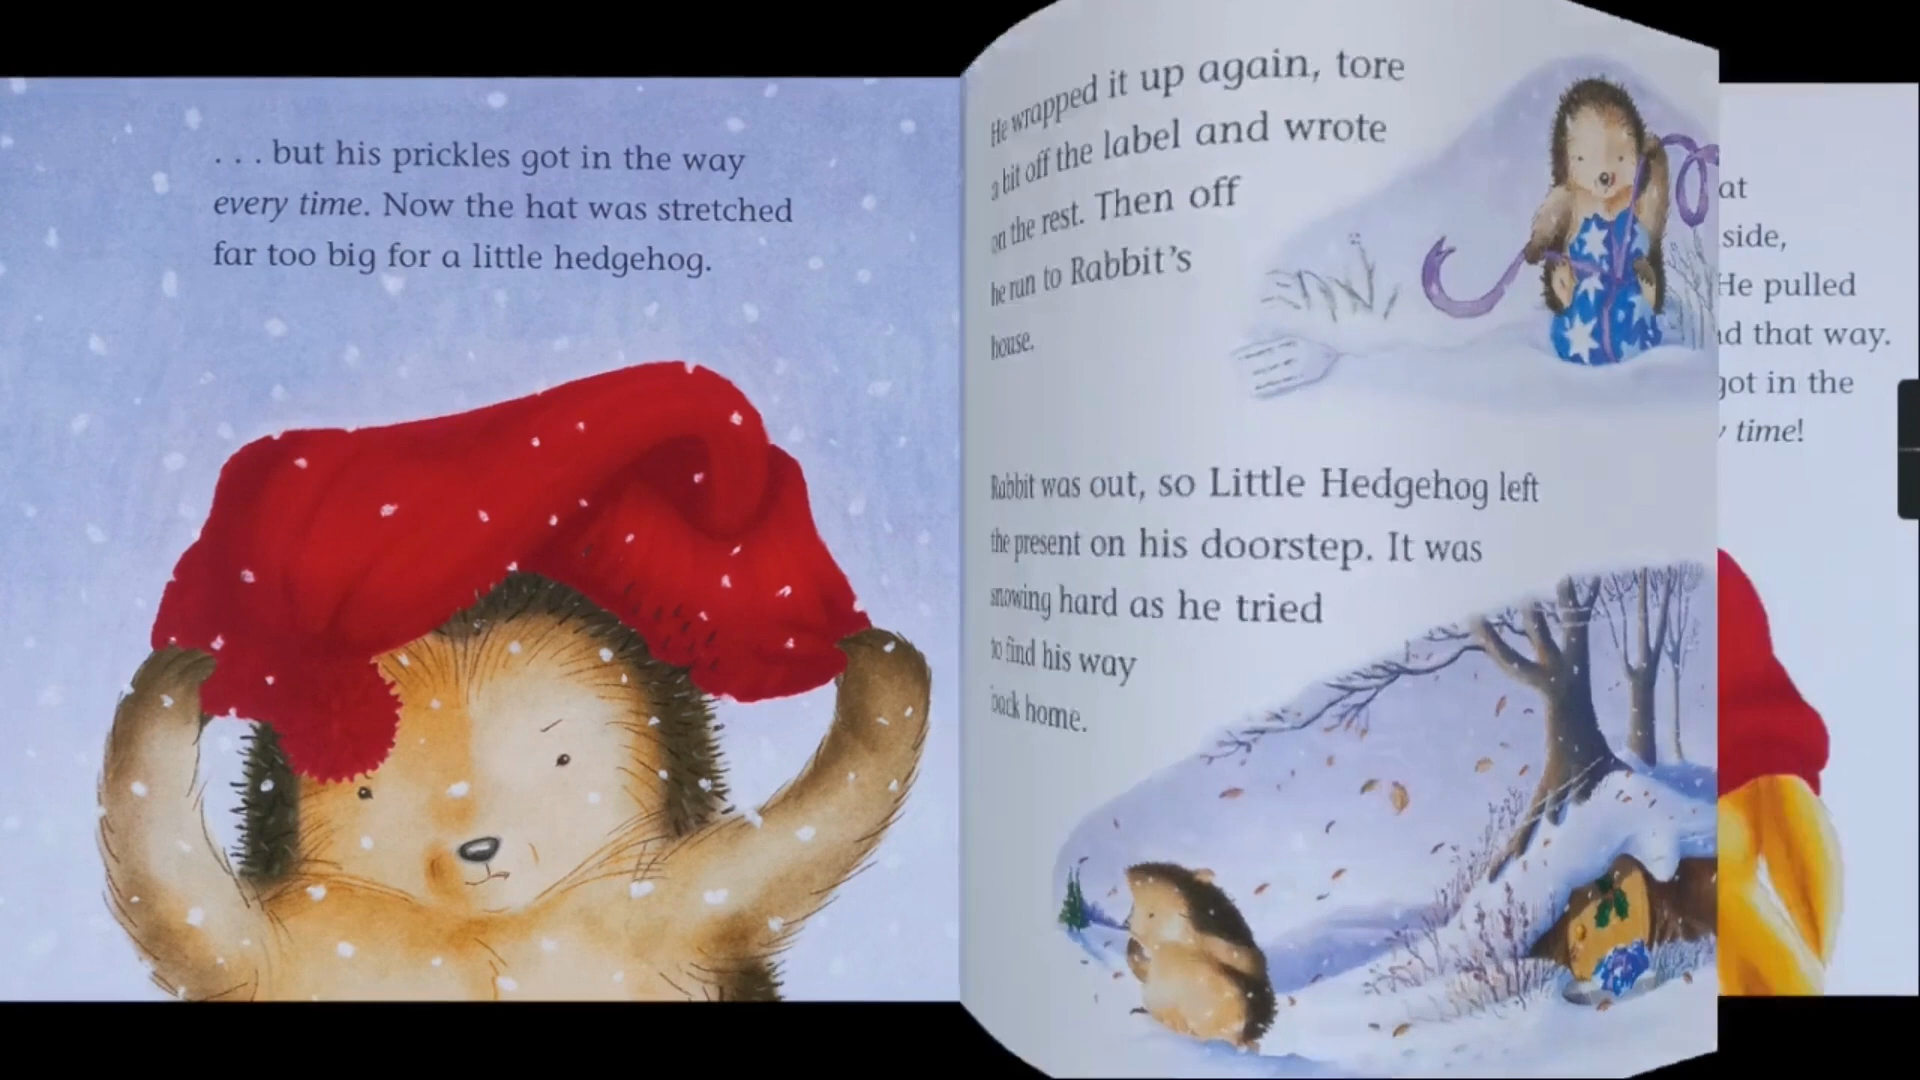 . . . but his prickles got in the way
every time. Now the hat was stretched
far too big for a little hedgehog.
He wrapped it up again, tore
a bit off the label and wrote
on the rest. Then off
he run to Rabbit's
house.
Rabbit was out, so Little Hedgehog left
the present on his doorstep. It was
snowing hard as he tried
to find his way
back home.
at
side,
He pulled
that way.
got in the
time!